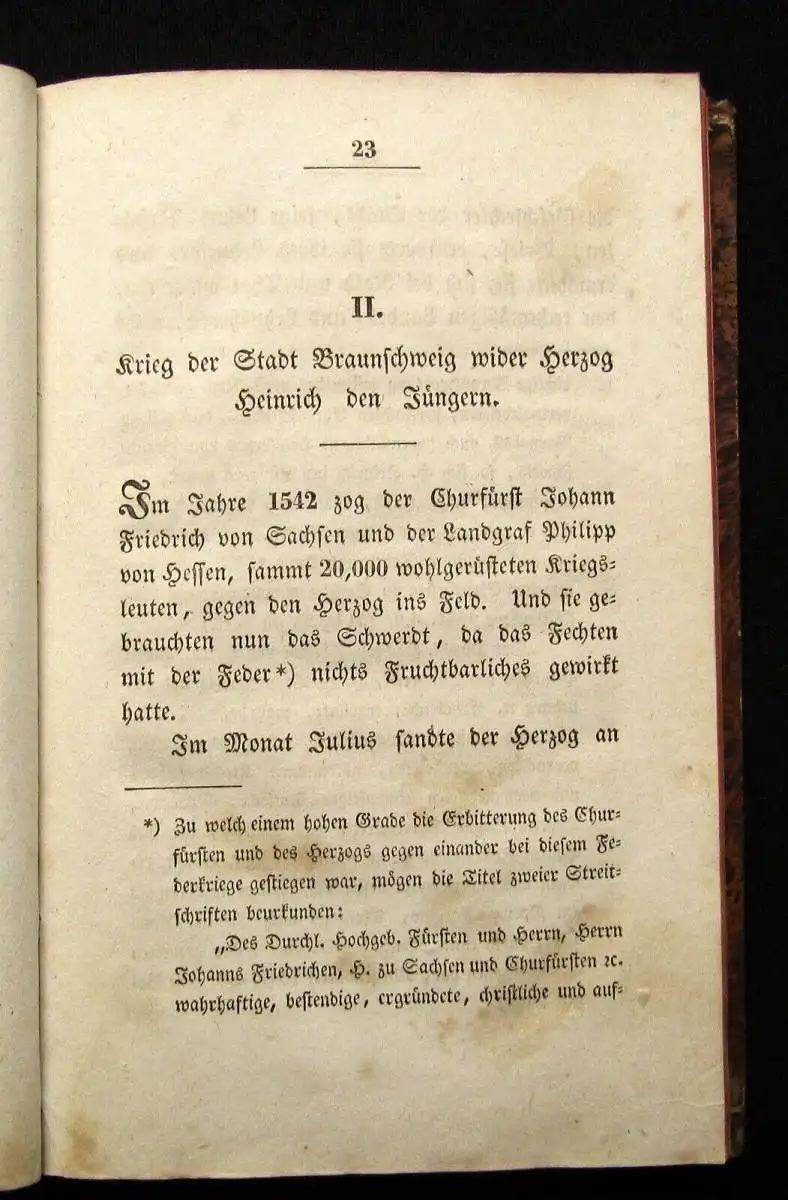 23
II.
Krieg der Stadt Braunschweig wider Herzog
Heinrich den Jüngern.
Im Jahre 1542 zog der Churfürst Johann
Friedrich von Sachsen und der Landgraf Philipp
von Hessen, sammt 20,000 wohlgerüsteten Kriegs=
leuten, gegen den Herzog ins Feld. Und sie ge=
brauchten nun das Schwerdt, da das Fechten
mit der Feder*) nichts Fruchtbarliches gewirkt
hatte.
Im Monat Julius sandte der Herzog an
*) Zu welch einem hohen Grade die Erbitterung des Chur=
fürsten und des Herzogs gegen einander bei diesem Fe=
derkriege gestiegen war, mögen die Titel zweier Streit=
schriften beurkunden:
„Des Durchl. Hochgeb. Fürsten und Herrn, Herrn
Johanns Friedrichen, H. zu Sachsen und Churfürsten ꝛc.
wahrhaftige, bestendige, ergründete, christliche und auf=